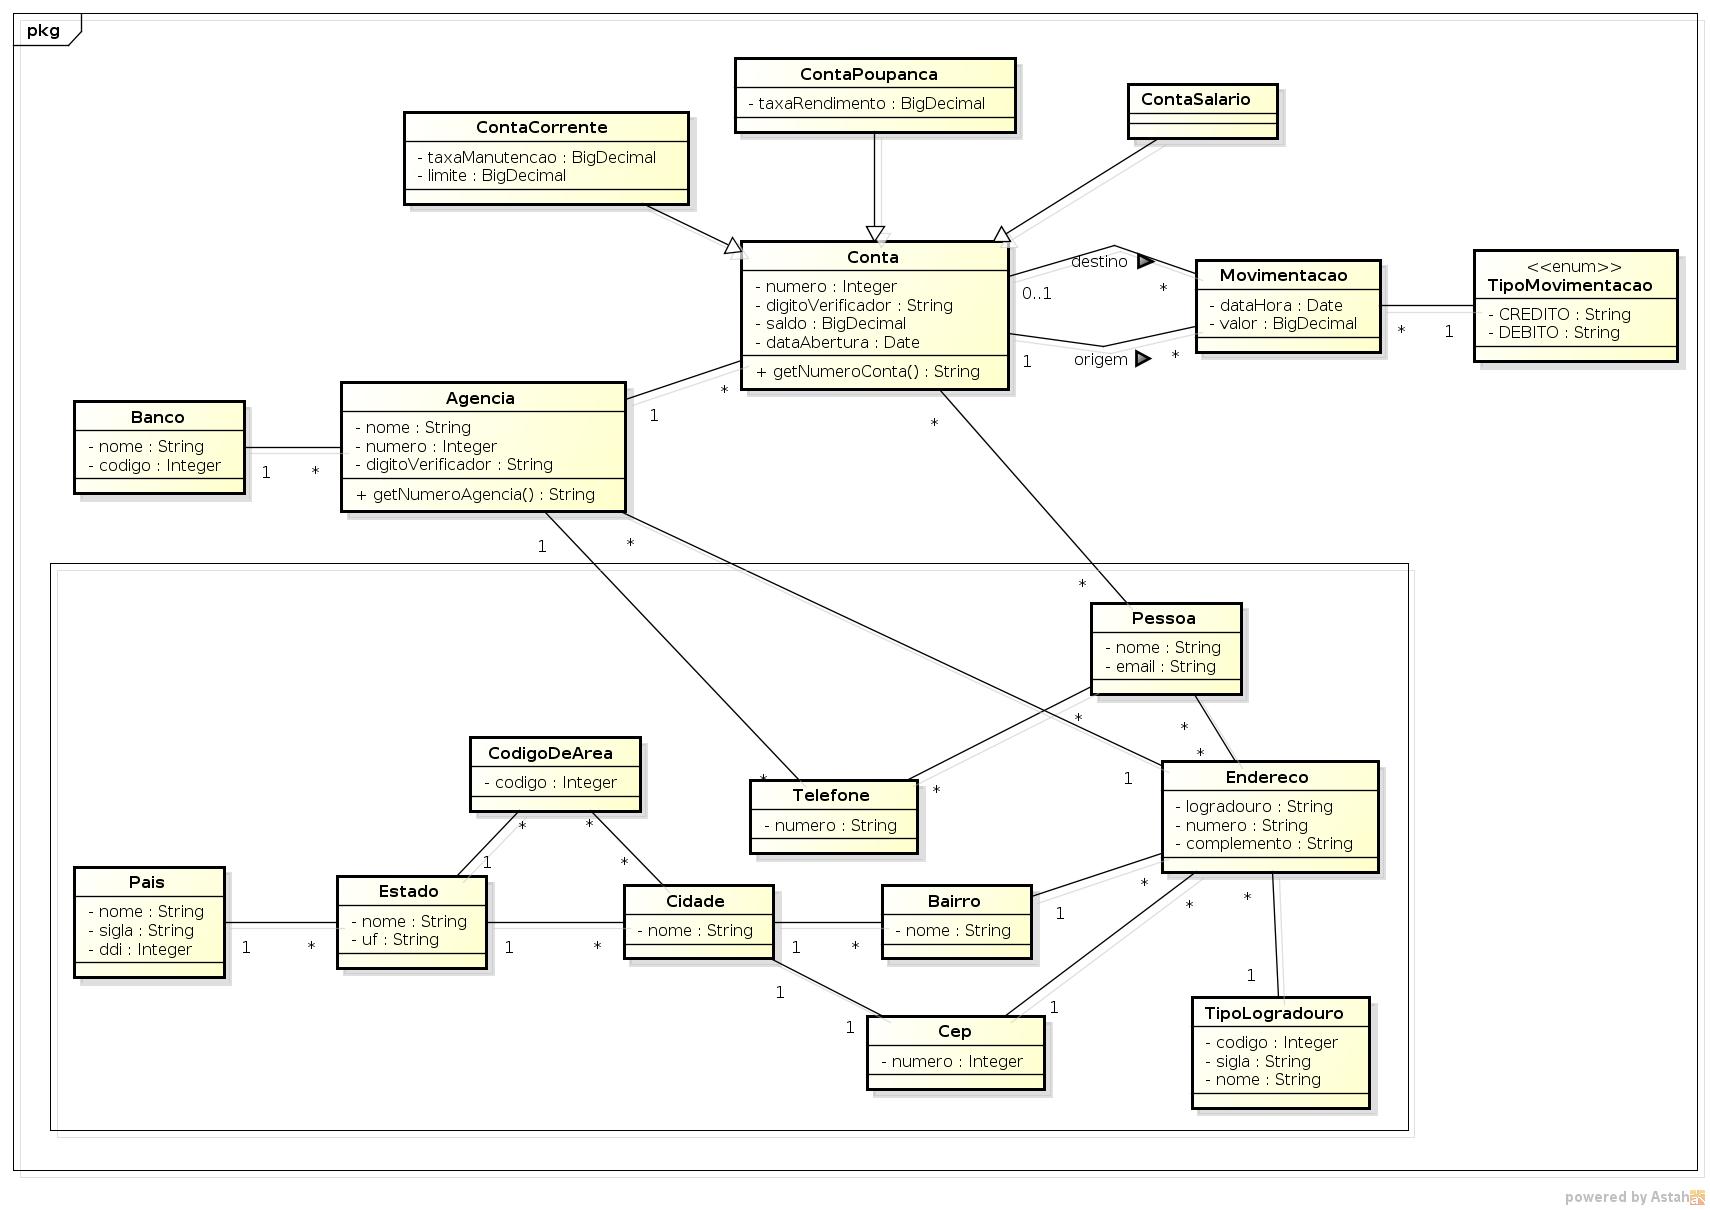 pkg
ContaPoupanca
- taxaRendimento : BigDecimal
ContaSalario
ContaCorrente
- taxaManutencao : BigDecimal
- limite : BigDecimal
Conta
- numero : Integer
- digitoVerificador : String
- saldo : BigDecimal
- dataAbertura : Date
+ getNumeroConta() : String
destino
0..1
*
origem
1
*
Movimentacao
- dataHora : Date
- valor : BigDecimal
*
1
<<enum>>
TipoMovimentacao
- CREDITO : String
- DEBITO : String
Banco
- nome : String
- codigo : Integer
1
*
Agencia
- nome : String
- numero : Integer
- digitoVerificador : String
+ getNumeroAgencia() : String
1
*
1
*
*
*
Pessoa
- nome : String
- email : String
*
*
*
*
CodigoDeArea
- codigo : Integer
*
*
1
*
Telefone
- numero : String
*
1
Endereco
- logradouro : String
- numero : String
- complemento : String
*
*
*
Pais
- nome : String
- sigla : String
- ddi : Integer
1
*
Estado
- nome : String
- uf : String
1
*
Cidade
- nome : String
1
*
Bairro
- nome : String
1
1
1
1
1
Cep
- numero : Integer
TipoLogradouro
- codigo : Integer
- sigla : String
- nome : String
powered by Astah